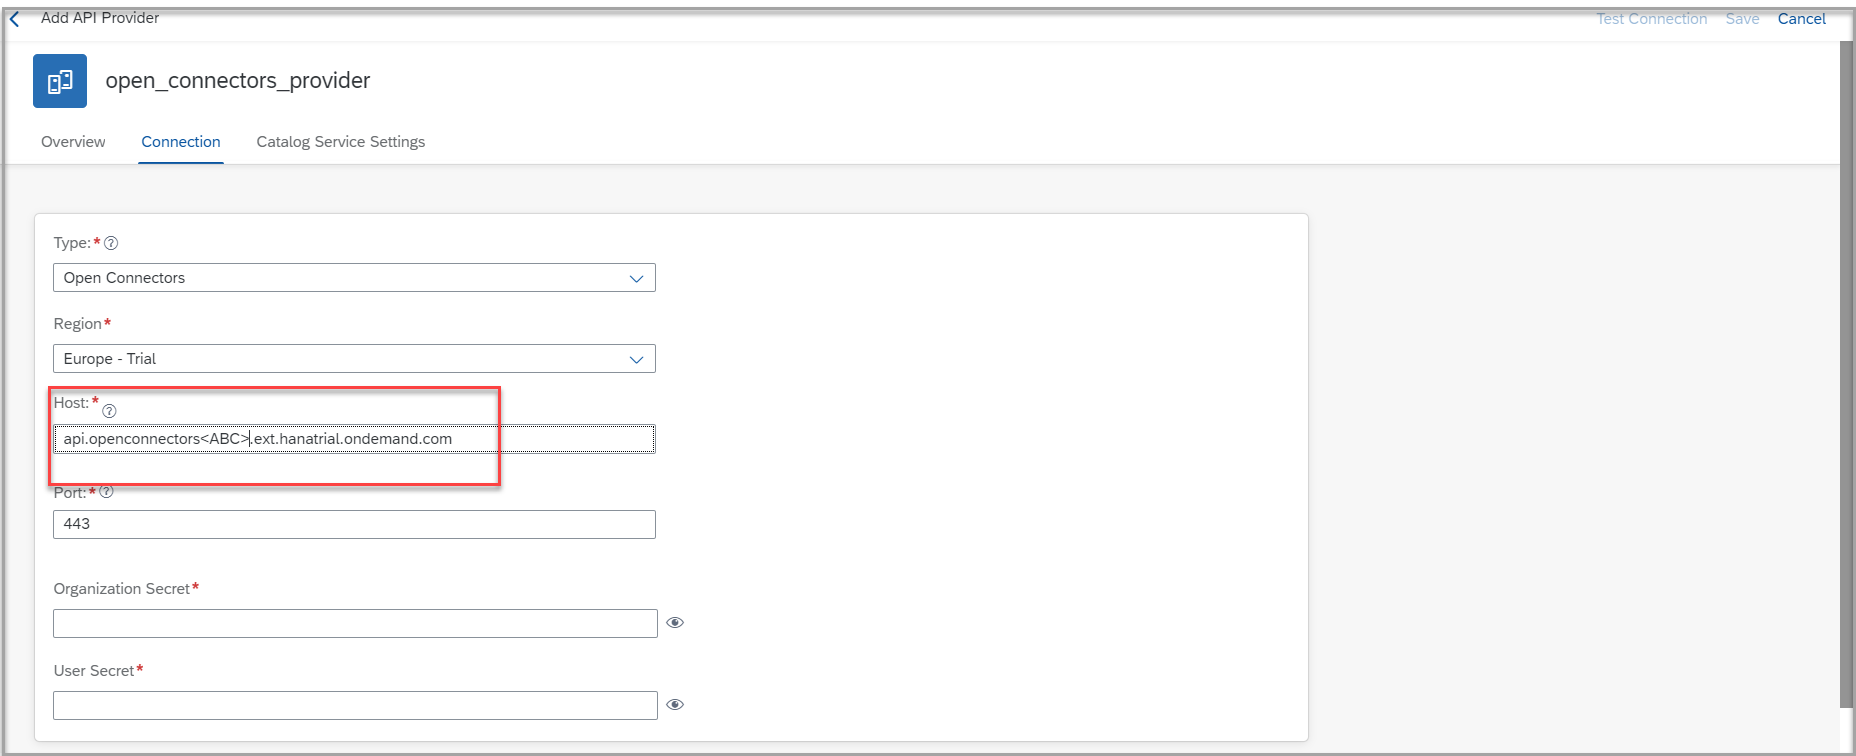 Add API Provider
Test Connection Save Cancel
open_connectors_provider
Overview Connection Catalog Service Settings
Type:*
Open Connectors
Region*
Europe - Trial
Host:*
api.openconnectors<ABC>.ext.hanatrial.ondemand.com
Port:*
443
Organization Secret*
User Secret*